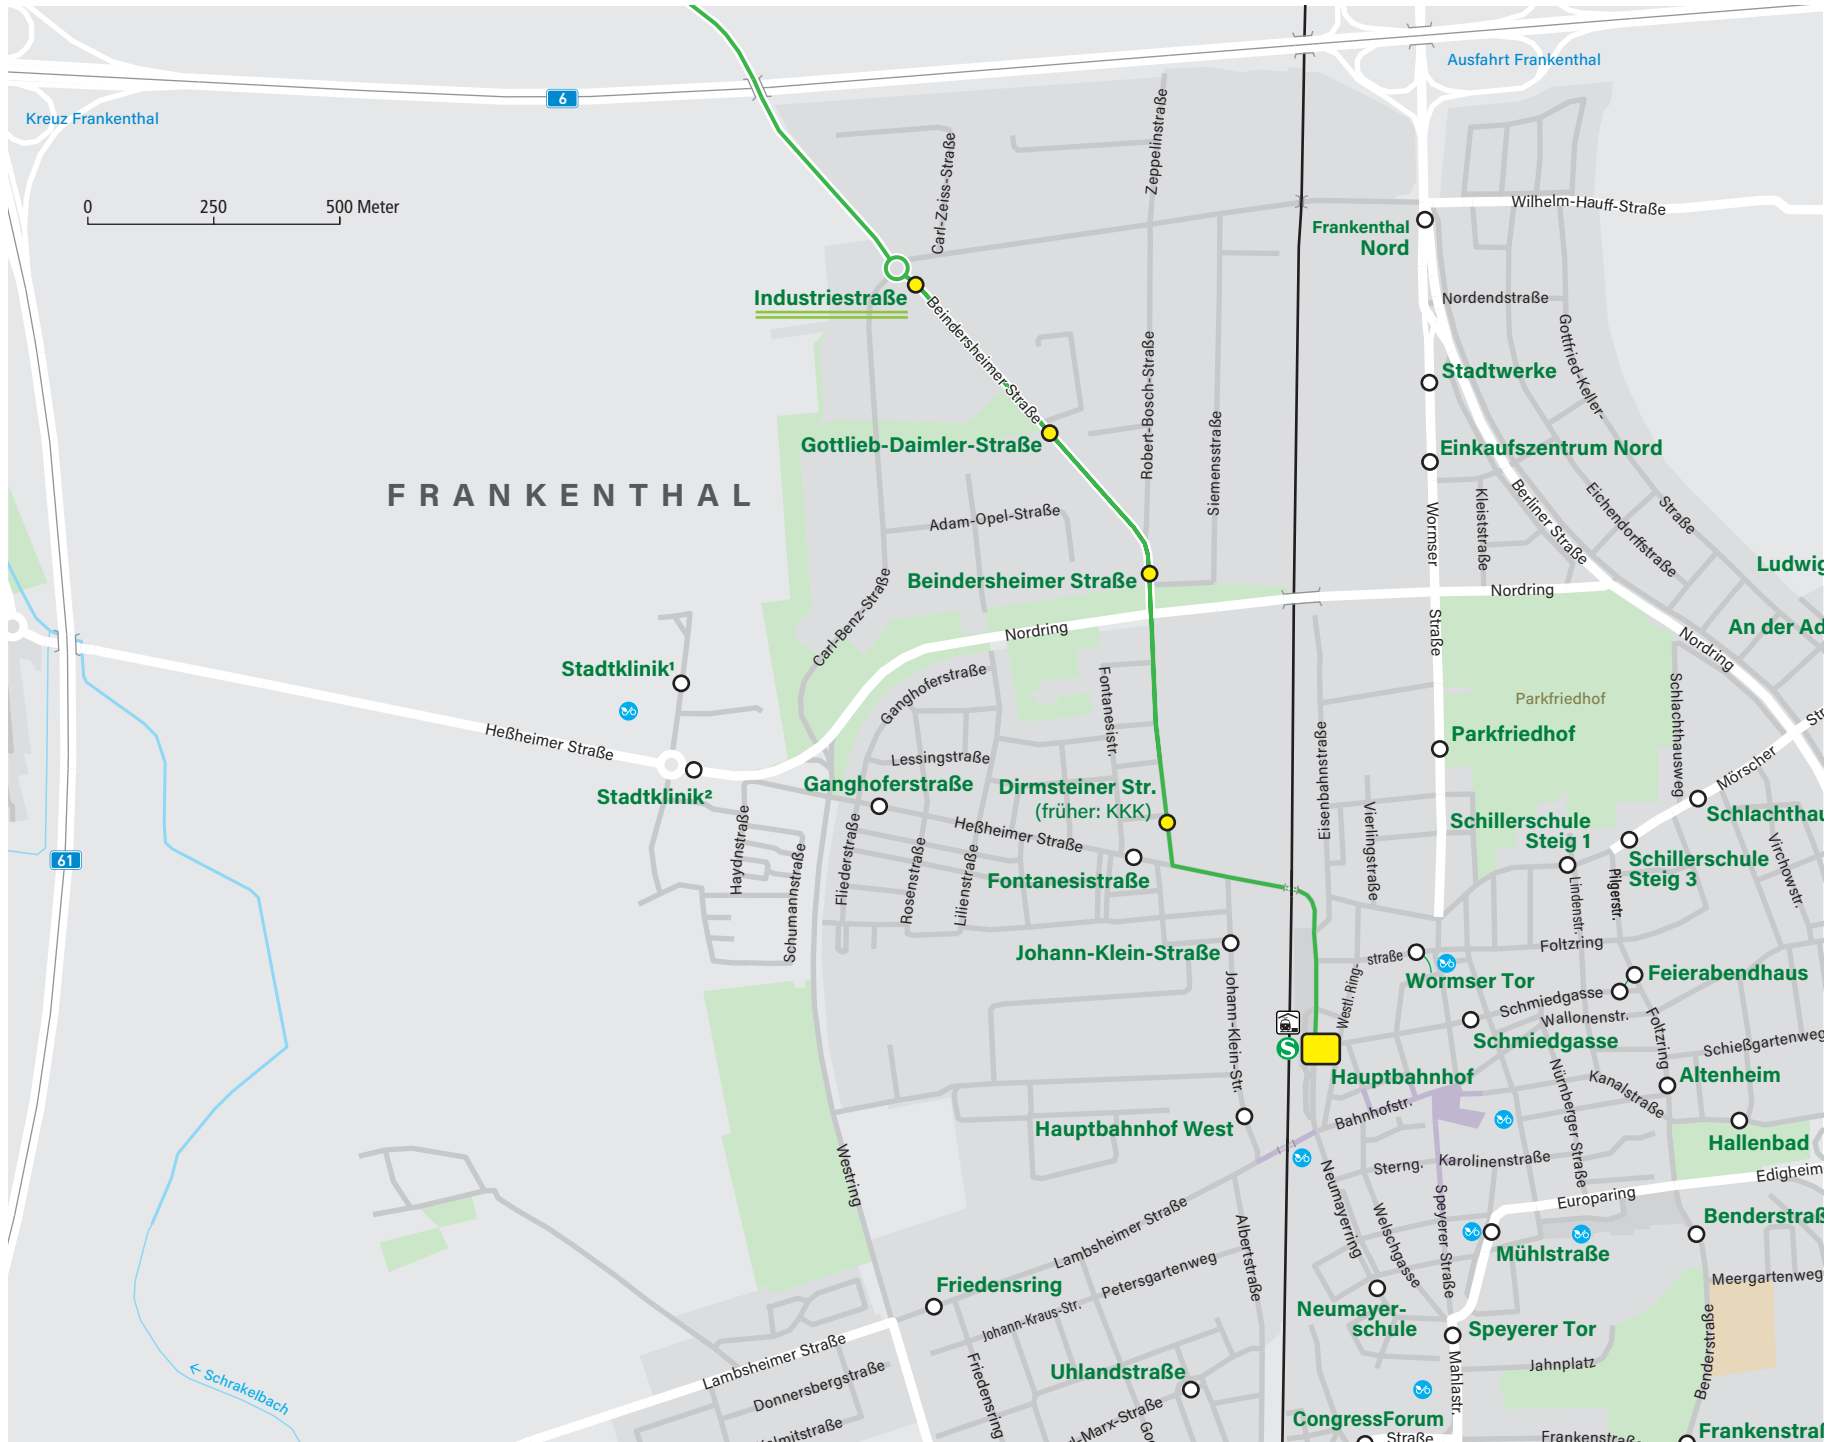 Ausfahrt Frankenthal
6
Kreuz Frankenthal
Zeppelinstraße
Carl-Zeiss-Straße
0 250 500 Meter
Wilhelm-Hauff-Straße
Frankenthal
Nord
Industriestraße
Nordendstraße
Beindersheimer Straße
Gottfried-Keller-
Straße
Robert-Bosch-Straße
Siemensstraße
Stadtwerke
Gottlieb-Daimler-Straße
Einkaufszentrum Nord
FRANKENTHAL
Adam-Opel-Straße
Wormser
Straße
Kleiststraße
Berliner Straße
Eichendorffstraße
Ludwig
Beindersheimer Straße
Nordring
Nordring
Nordring
An der Ad
Carl-Benz-Straße
Stadtklinik¹
Ganghoferstraße
Fontanesistr.
Parkfriedhof
Schlachthausweg
Str
Heßheimer Straße
Parkfriedhof
Mörscher
Lessingstraße
Eisenbahnstraße
Stadtklinik²
Ganghoferstraße
Dirmsteiner Str.
(früher: KKK)
Schlachthau
Heßheimer Straße
Vierlingstraße
Schillerschule
Steig 1
Schillerschule
Steig 3
61
Haydnstraße
Schumannstraße
Fliederstraße
Rosenstraße
Lilienstraße
Fontanesistraße
Lindenstr.
Pilgerstr.
Virchowstr.
Johann-Klein-Straße
Foltzring
straße
Westl. Ring-
Wormser Tor
Feierabendhaus
Schmiedgasse
Wallonenstr.
Foltzring
Johann-Klein-Str.
Schmiedgasse
Schießgartenweg
S
Hauptbahnhof
Altenheim
Kanalstraße
Nürnberger Straße
Bahnhofstr.
Hauptbahnhof West
Hallenbad
Westring
Sterng.
Karolinenstraße
Edigheim
Europaring
Neumayerring
Welschgasse
Speyerer Straße
Lambsheimer Straße
Albertstraße
Benderstraß
Mühlstraße
Petersgartenweg
Meergartenweg
Friedensring
Johann-Kraus-Str.
Neumayer-
schule
Speyerer Tor
Lambsheimer Straße
Benderstraße
Uhlandstraße
Friedensring
Jahnplatz
Mahlastr.
← Schrakelbach
Donnersbergstraße
CongressForum
l-Marx-Straße
Straße
Frankenstraß
Frankenstraß